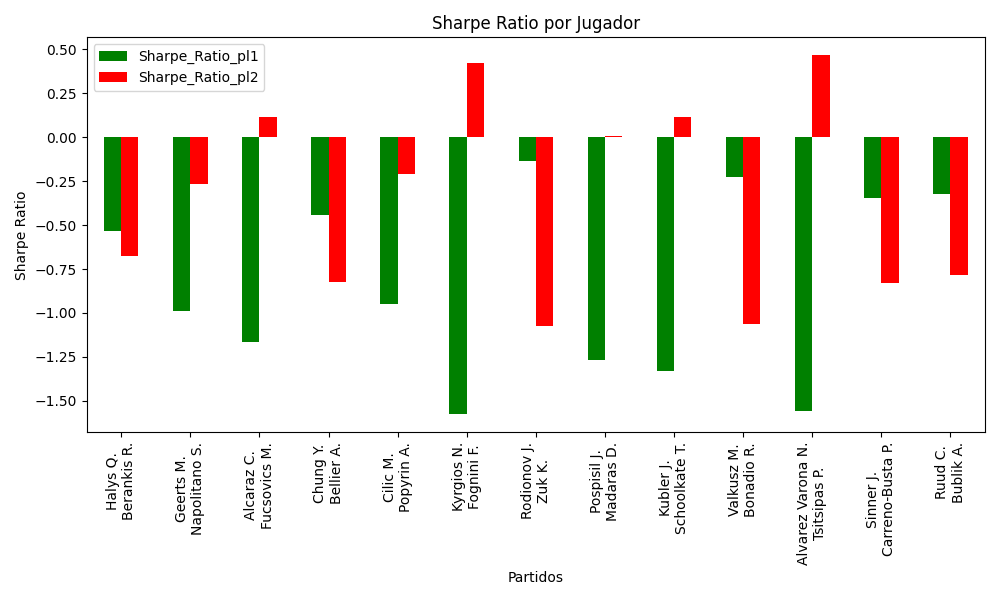 Sharpe Ratio por Jugador
Sharpe_Ratio_pl1
Sharpe_Ratio_pl2
Sharpe Ratio
0.50
0.25
0.00
−0.25
−0.50
−0.75
−1.00
−1.25
−1.50
Halys Q.
Berankis R.
Geerts M.
Napolitano S.
Alcaraz C.
Fucsovics M.
Chung Y.
Bellier A.
Cilic M.
Popyrin A.
Kyrgios N.
Fognini F.
Rodionov J.
Zuk K.
Pospisil J.
Madaras D.
Kubler J.
Schoolkate T.
Valkusz M.
Bonadio R.
Alvarez Varona N.
Tsitsipas P.
Sinner J.
Carreno-Busta P.
Ruud C.
Bublik A.
Partidos